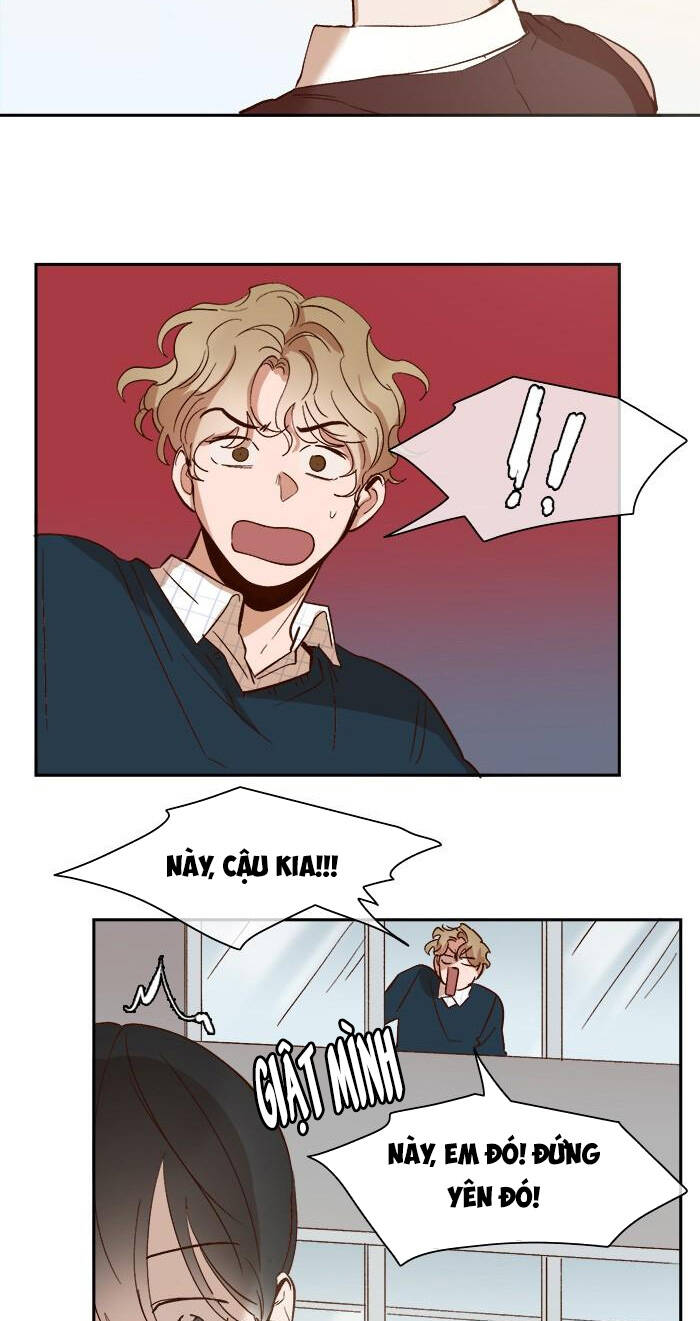 !!
NÀY, CẬU KIA!!!
GIẬT MÌNH
NÀY, EM ĐÓ! ĐỨNG
YÊN ĐÓ!